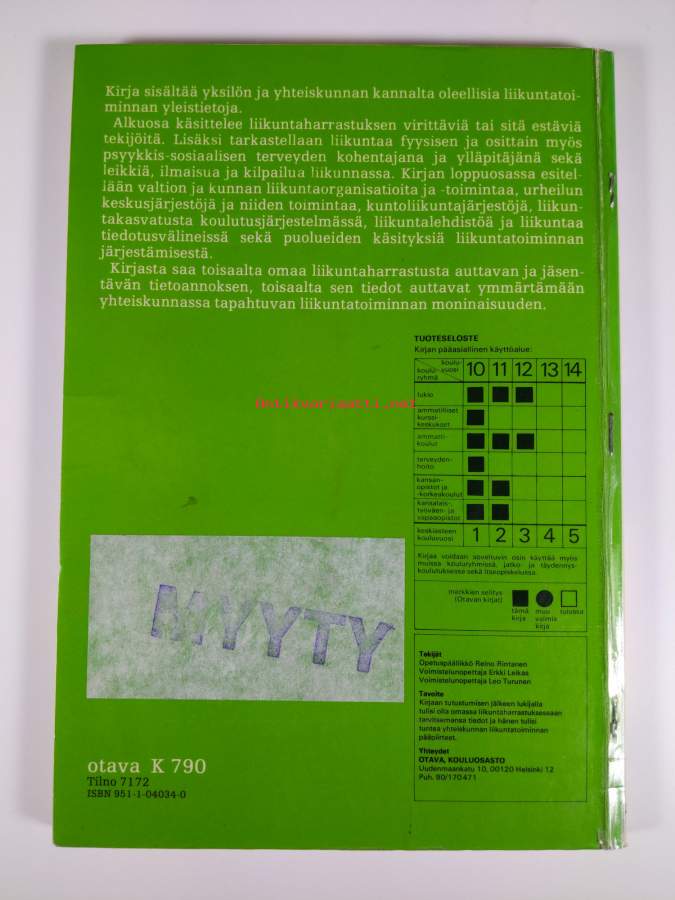 Kirja sisältää yksilön ja yhteiskunnan kannalta oleellisia liikuntatoi-
minnan yleistietoja.
Alkuosa käsittelee liikuntaharrastuksen virittäviä tai sitä estäviä
tekijöitä. Lisäksi tarkastellaan liikuntaa fyysisen ja osittain myös
psyykkis-sosiaalisen terveyden kohentajana ja ylläpitäjänä sekä
leikkiä, ilmaisua ja kilpailua liikunnassa. Kirjan loppuosassa esitel-
lään valtion ja kunnan liikuntaorganisatioita ja -toimintaa, urheilun
keskusjärjestöjä ja niiden toimintaa, kuntoliikuntajärjestöjä, liikun-
takasvatusta koulutusjärjestelmässä, liikuntalehdistöä ja liikuntaa
tiedotusvälineissä sekä puolueiden käsityksiä liikuntatoiminnan
järjestämisestä.
Kirjasta saa toisaalta omaa liikuntaharrastusta auttavan ja jäsen-
tävän tietoannoksen, toisaalta sen tiedot auttavat ymmärtämään
yhteiskunnassa tapahtuvan liikuntatoiminnan moninaisuuden.
TUOTESELOSTE
Kirjan pääasiallinen käyttöalue:
koulu-vuosi
koulu-ryhmä
10 11 12 13 14
lukio
ammatilliset
kurssi-
keskukset
ammatti-
koulut
terveyden-
hoito
kansan-
opistot ja
-korkeakoulut
kansalais-,
työväen- ja
vapaaopistot
keskiasteen
kouluvuosi
1 2 3 4 5
Kirjaa voidaan soveltuvin osin käyttää myös
muissa kouluryhmissä, jatko- ja täydennys-
koulutuksessa sekä itseopiskelussa.
merkkien selitys
(Otavan kirjat)
tämä
kirja
muu
valmis
kirja
tulossa
antikvariaatti.net
MYYTY
Tekijät
Opetuspäällikkö Reino Rintanen
Voimistelunopettaja Erkki Leikas
Voimistelunopettaja Leo Turunen
Tavoite
Kirjaan tutustumisen jälkeen lukijalla
tulisi olla omassa liikuntaharrastuksessaan
tarvitsemansa tiedot ja hänen tulisi
tuntea yhteiskunnan liikuntatoiminnan
pääpiirteet.
Yhteydet
OTAVA, KOULUOSASTO
Uudenmaankatu 10, 00120 Helsinki 12
Puh. 90/170471
otava K 790
Tilno 7172
ISBN 951-1-04034-0